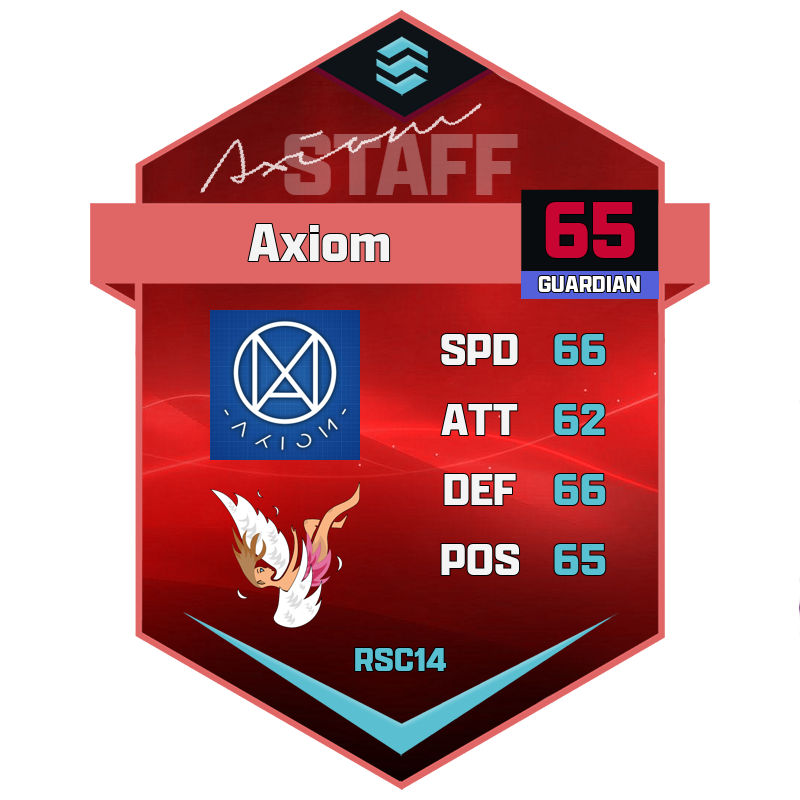 Axiom
STAFF
Axiom
65
GUARDIAN
SPD 66
ATT 62
-AXIOM-
DEF 66
POS 65
RSC14